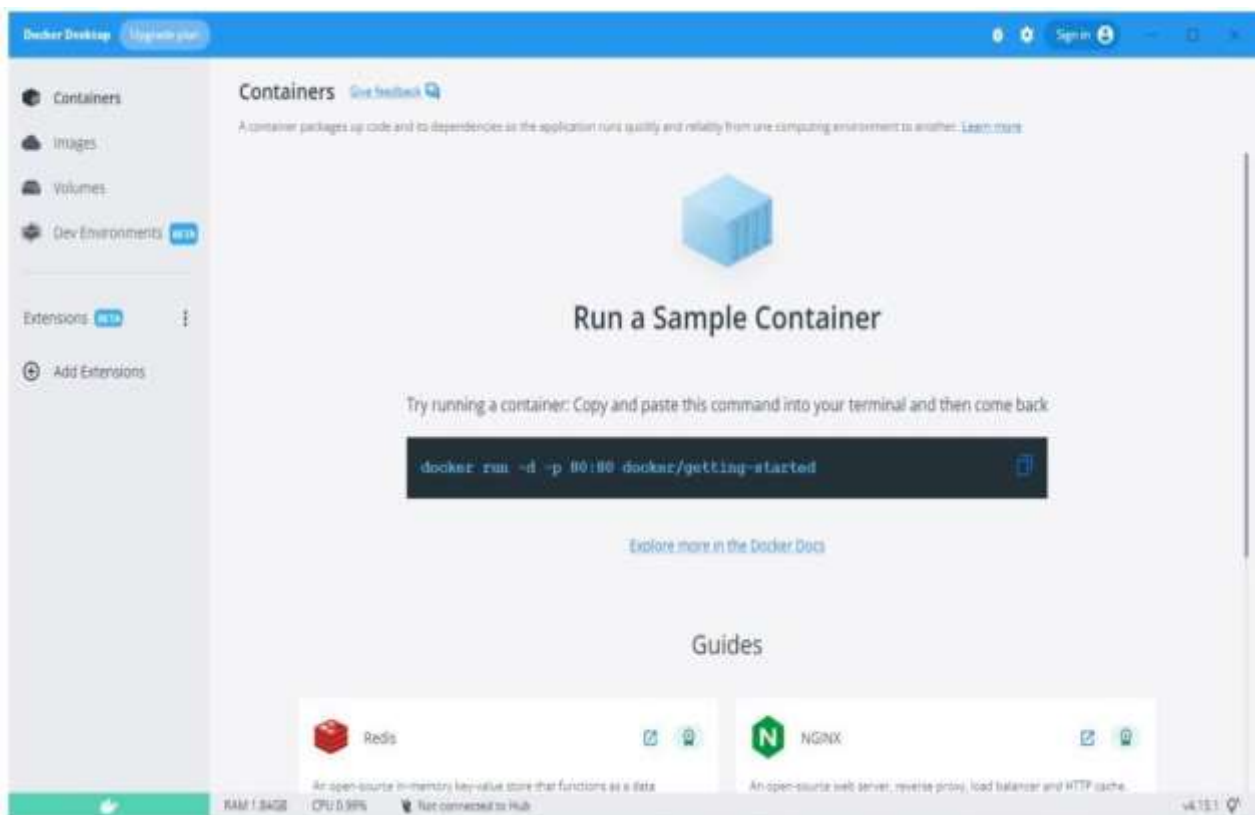 Docker Desktop Upgrade plan Sign in
Containers
Images
Volumes
Dev Environments BETA
Extensions BETA
Add Extensions
Containers Give feedback
A container packages up code and its dependencies so the application runs quickly and reliably from one computing environment to another. Learn more
Run a Sample Container
Try running a container: Copy and paste this command into your terminal and then come back
docker run -d -p 80:80 docker/getting-started
Explore more in the Docker Docs
Guides
Redis
An open-source in-memory key-value store that functions as a data
NGINX
An open-source web server, reverse proxy, load balancer and HTTP cache.
RAM 1.84GB CPU 0.98% Not connected to Hub v4.15.1